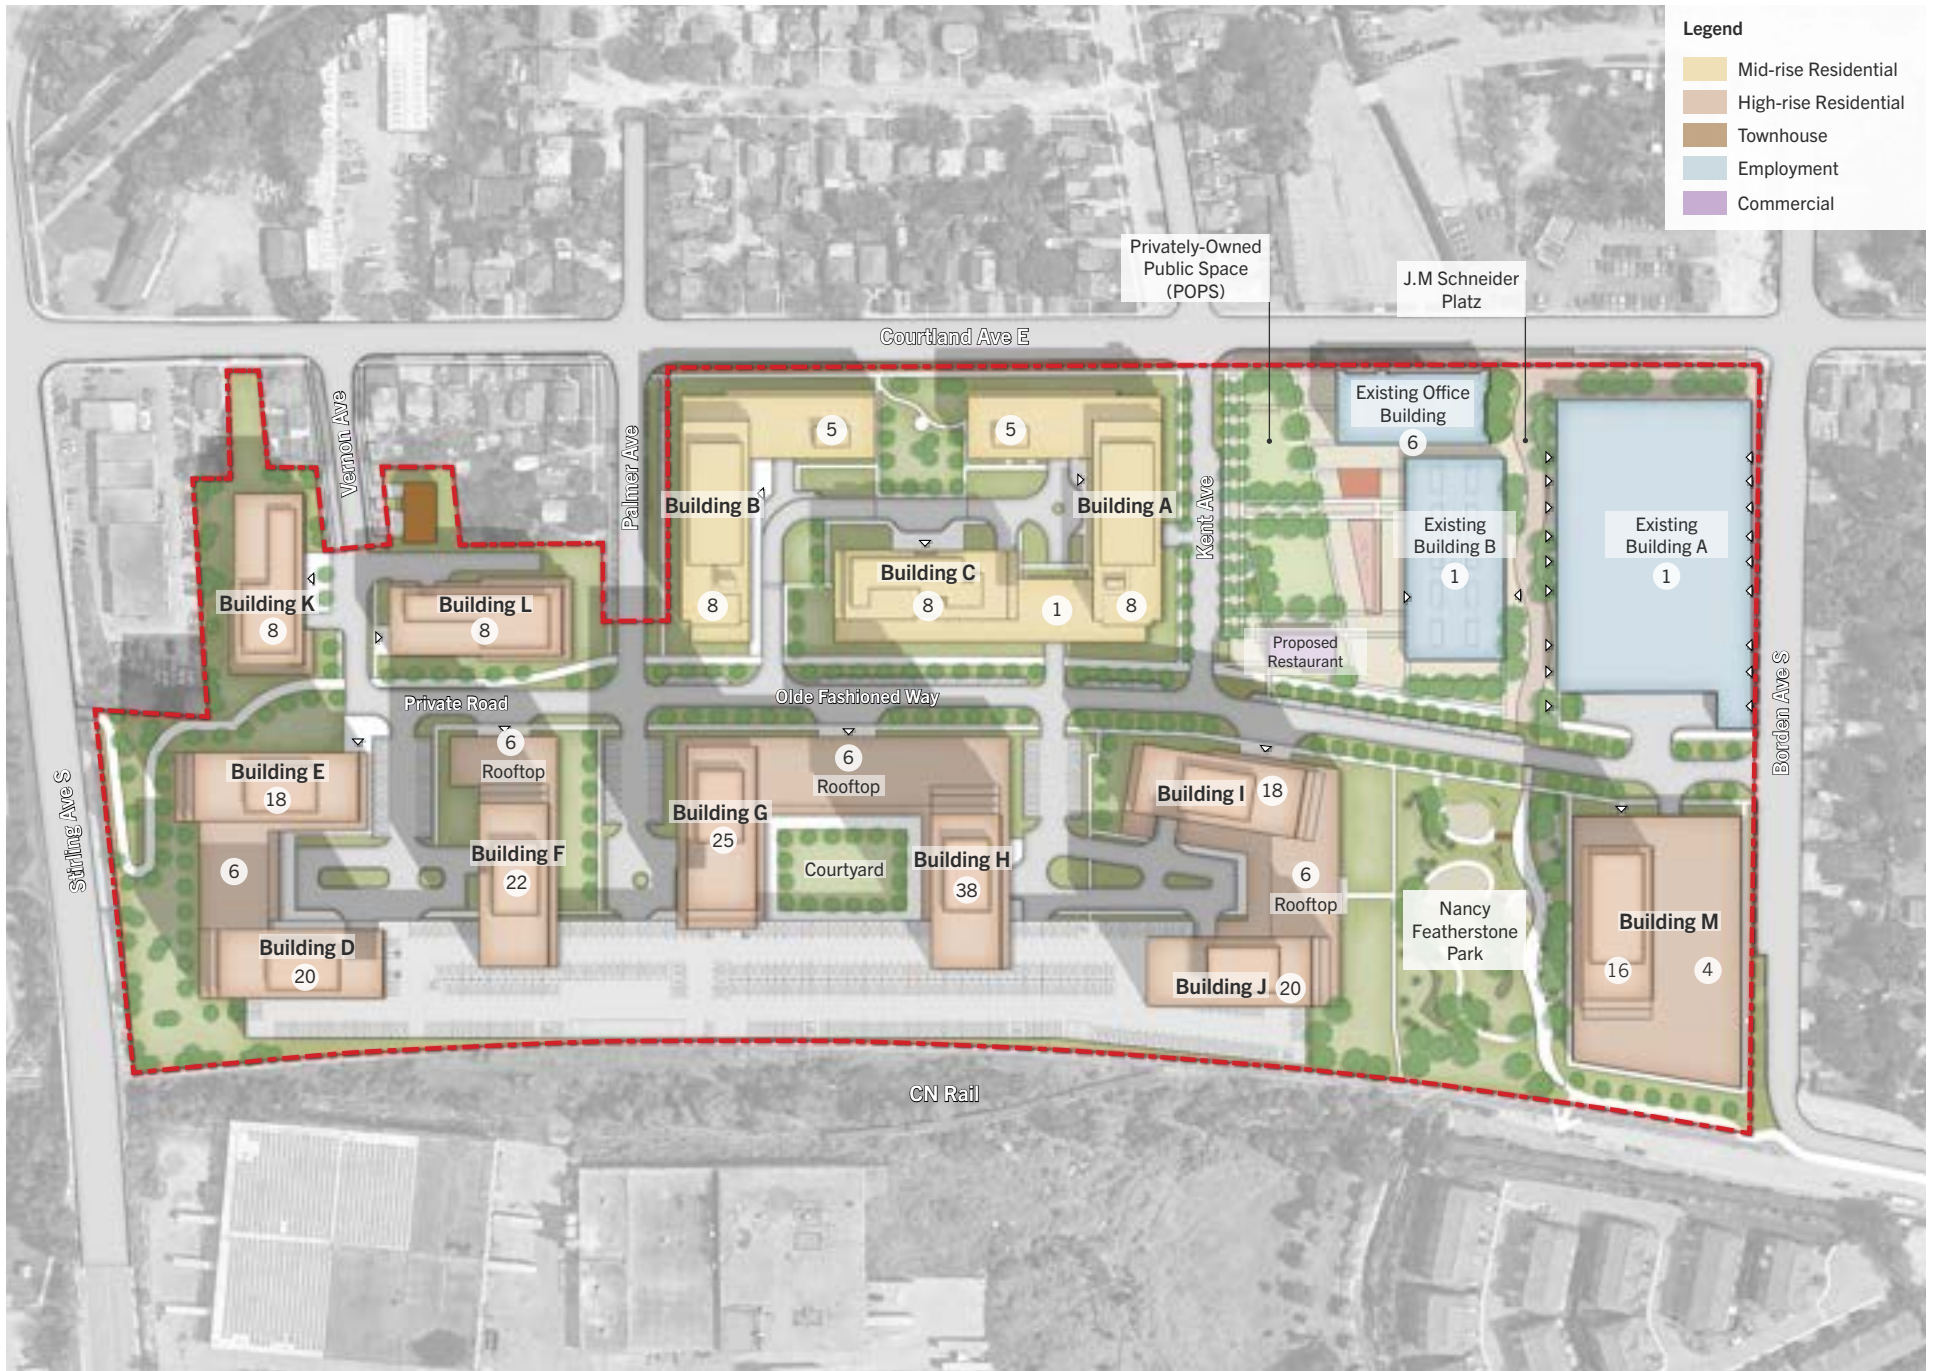 Legend
Mid-rise Residential
High-rise Residential
Townhouse
Employment
Commercial
Privately-Owned
Public Space
(POPS)
J.M Schneider
Platz
Courtland Ave E
Vernon Ave
Palmer Ave
Kent Ave
Existing Office
Building
6
5
5
Building B
Building A
Existing
Building B
1
Existing
Building A
1
Building C
8
8
1
8
Building K
8
Building L
8
Proposed
Restaurant
Borden Ave S
Private Road
Olde Fashioned Way
Stirling Ave S
6
Rooftop
6
Rooftop
Building E
18
Building I
18
Building G
25
Building F
22
6
Courtyard
Building H
38
6
Rooftop
Nancy
Featherstone
Park
Building M
16
4
Building D
20
Building J
20
CN Rail